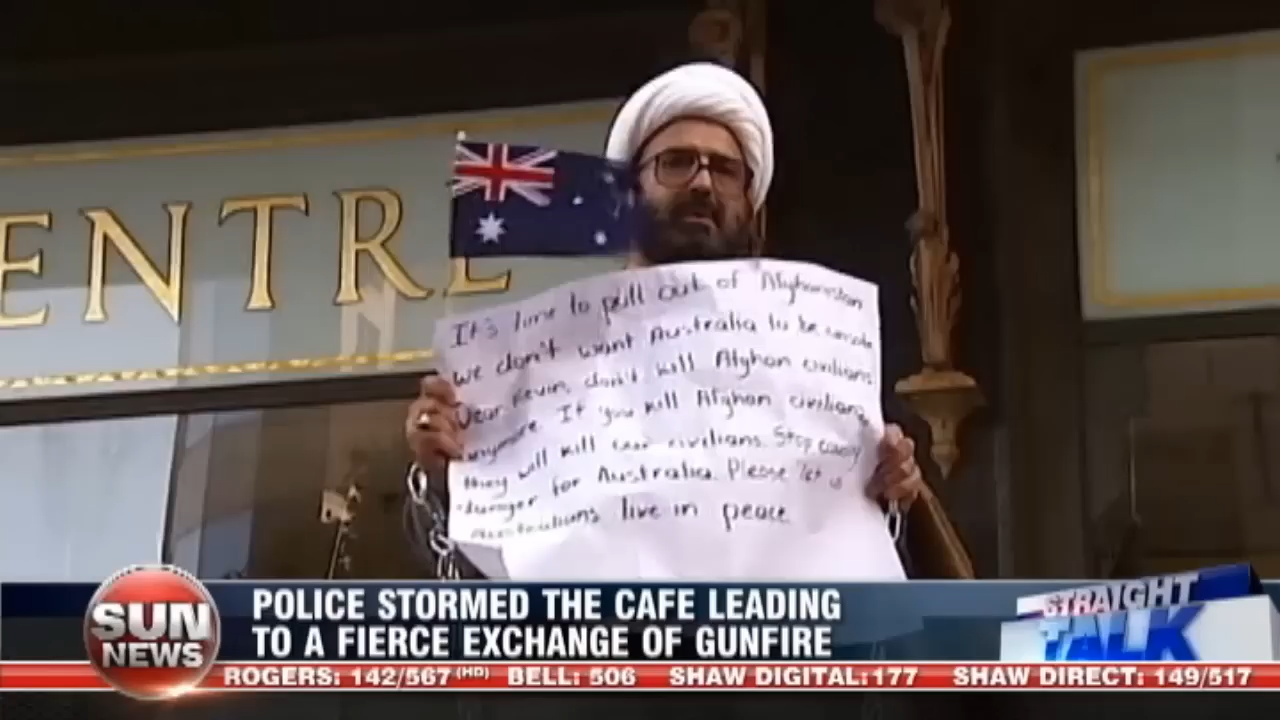 ENTRE
It's time to pull out of Afghanistan
we don't want Australia to be
Dear Kevin, don't kill Afghan civilians
anymore. If you kill Afghan civilians
they will kill civilians. Stop
danger for Australia. Please let us
Australians live in peace
SUN NEWS
POLICE STORMED THE CAFE LEADING
TO A FIERCE EXCHANGE OF GUNFIRE
STRAIGHT
TALK
ROGERS: 142/567 (HD) BELL: 506 SHAW DIGITAL:177 SHAW DIRECT: 149/517